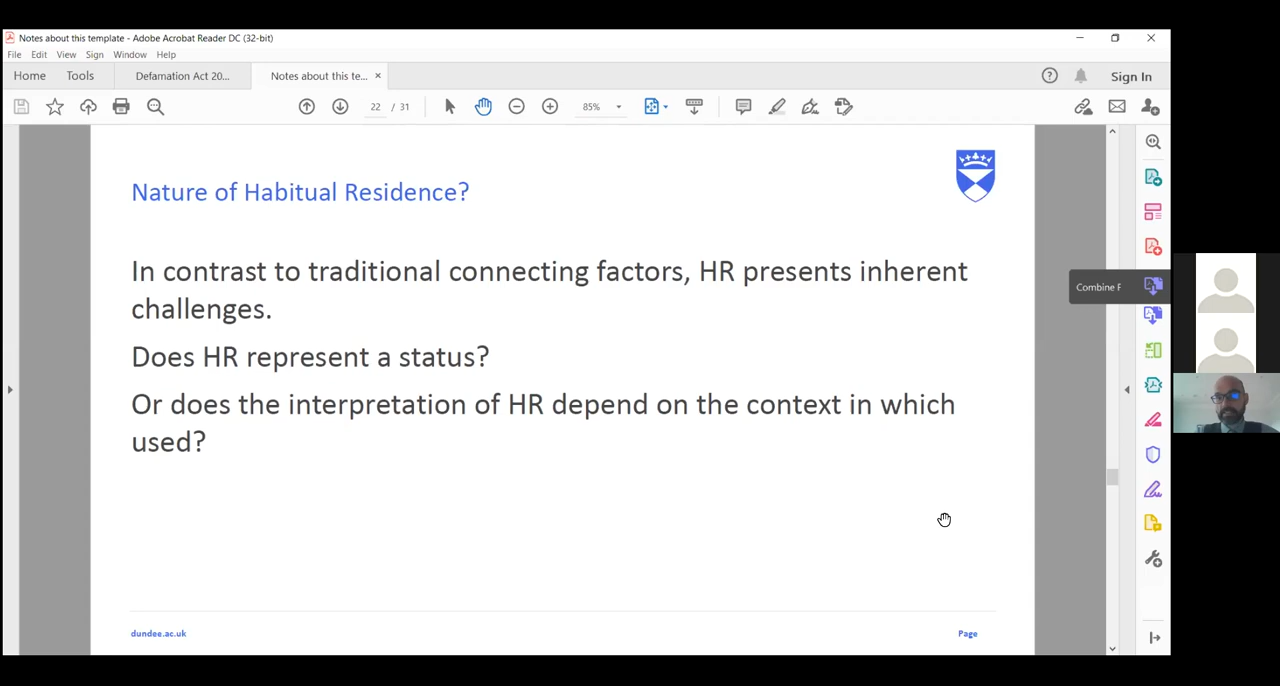 Notes about this template - Adobe Acrobat Reader DC (32-bit)
File Edit View Sign Window Help
Home Tools Defamation Act 20... Notes about this te... ×
Sign In
22 / 31
85%
Nature of Habitual Residence?
In contrast to traditional connecting factors, HR presents inherent
challenges.
Combine F
Does HR represent a status?
Or does the interpretation of HR depend on the context in which
used?
dundee.ac.uk Page